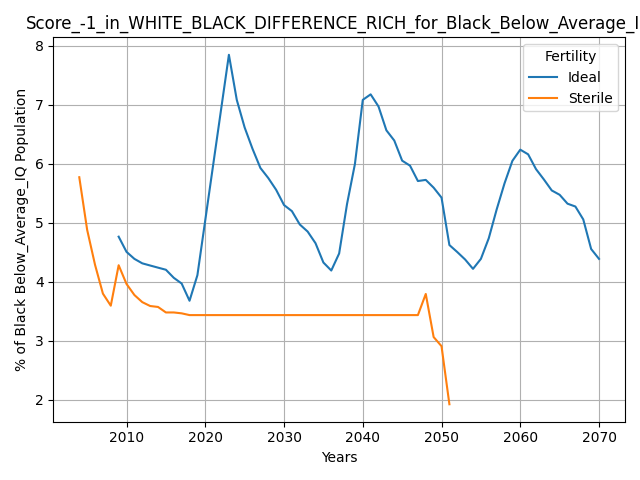 Score_-1_in_WHITE_BLACK_DIFFERENCE_RICH_for_Black_Below_Average_I
Fertility
Ideal
Sterile
% of Black Below_Average_IQ Population
8
7
6
5
4
3
2
2010 2020 2030 2040 2050 2060 2070
Years